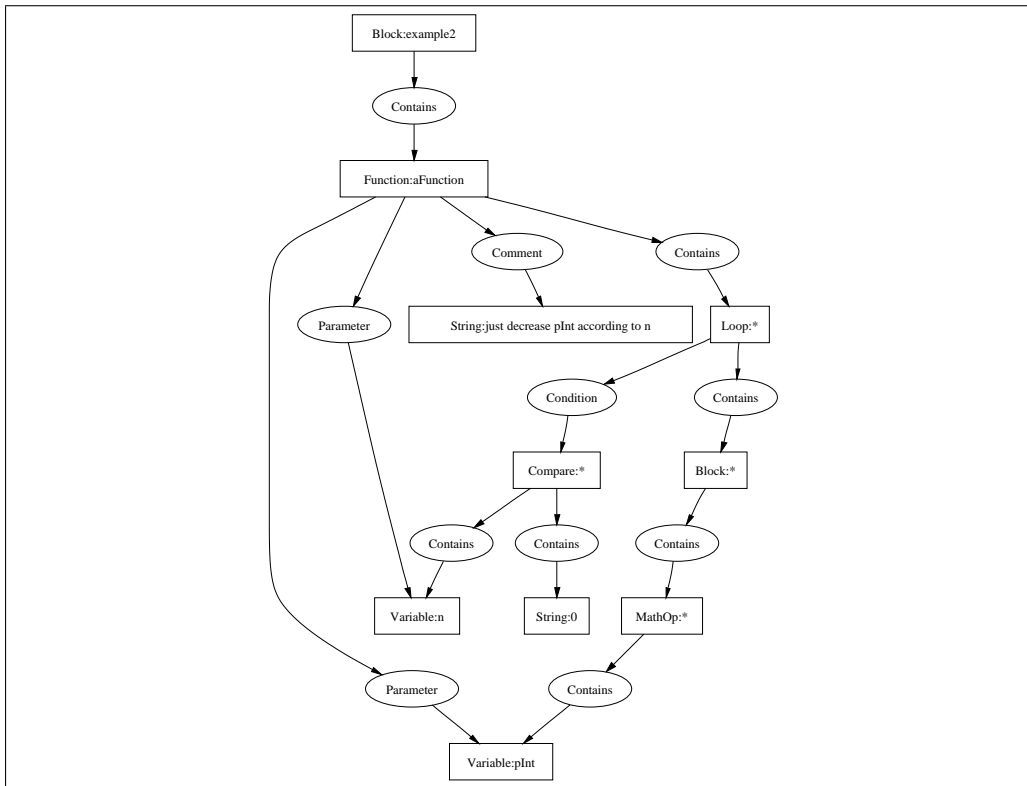 Block:example2
Contains
Function:aFunction
Comment
Contains
Parameter
String:just decrease pInt according to n
Loop:*
Condition
Contains
Compare:*
Block:*
Contains
Contains
Contains
Variable:n
String:0
MathOp:*
Parameter
Contains
Variable:pInt